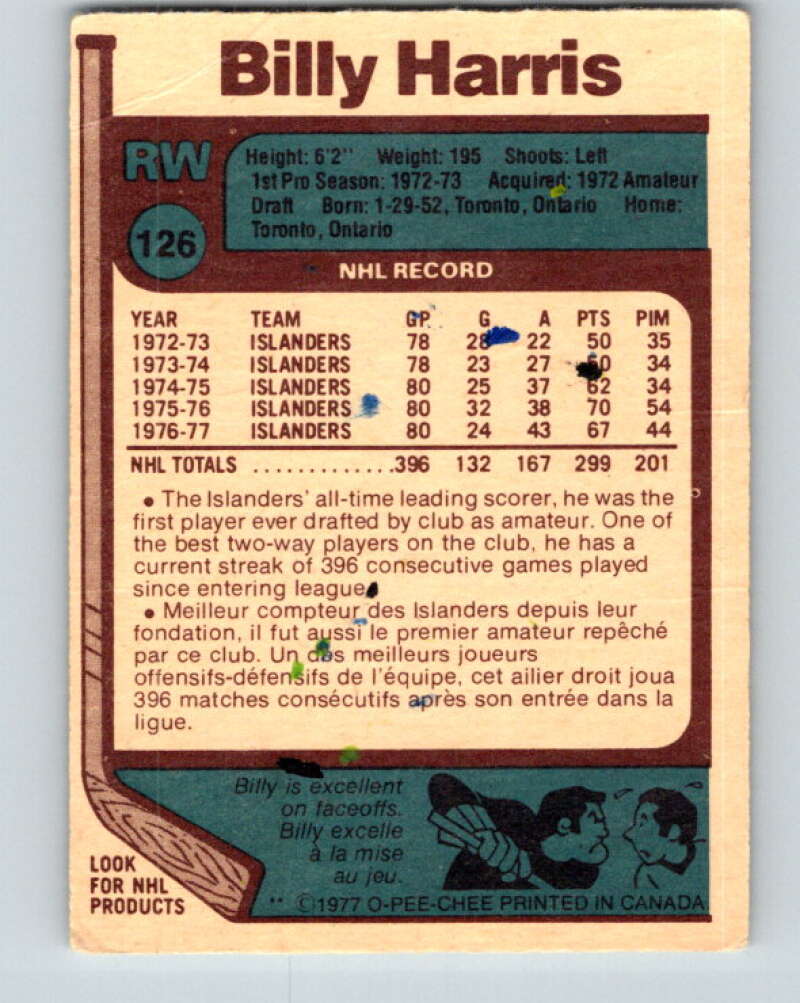 Billy Harris
RW
126
Height: 6'2" Weight: 195 Shoots: Left
1st Pro Season: 1972-73 Acquired: 1972 Amateur
Draft Born: 1-29-52, Toronto, Ontario Home:
Toronto, Ontario
NHL RECORD
YEAR TEAM GP G A PTS PIM
1972-73 ISLANDERS 78 28 22 50 35
1973-74 ISLANDERS 78 23 27 50 34
1974-75 ISLANDERS 80 25 37 62 34
1975-76 ISLANDERS 80 32 38 70 54
1976-77 ISLANDERS 80 24 43 67 44
NHL TOTALS .............396 132 167 299 201
• The Islanders' all-time leading scorer, he was the
first player ever drafted by club as amateur. One of
the best two-way players on the club, he has a
current streak of 396 consecutive games played
since entering league.
• Meilleur compteur des Islanders depuis leur
fondation, il fut aussi le premier amateur repêché
par ce club. Un des meilleurs joueurs
offensifs-défensifs de l'équipe, cet ailier droit joua
396 matches consécutifs après son entrée dans la
ligue.
Billy is excellent
on faceoffs.
Billy excelle
à la mise
au jeu.
LOOK
FOR NHL
PRODUCTS
** ©1977 O-PEE-CHEE PRINTED IN CANADA